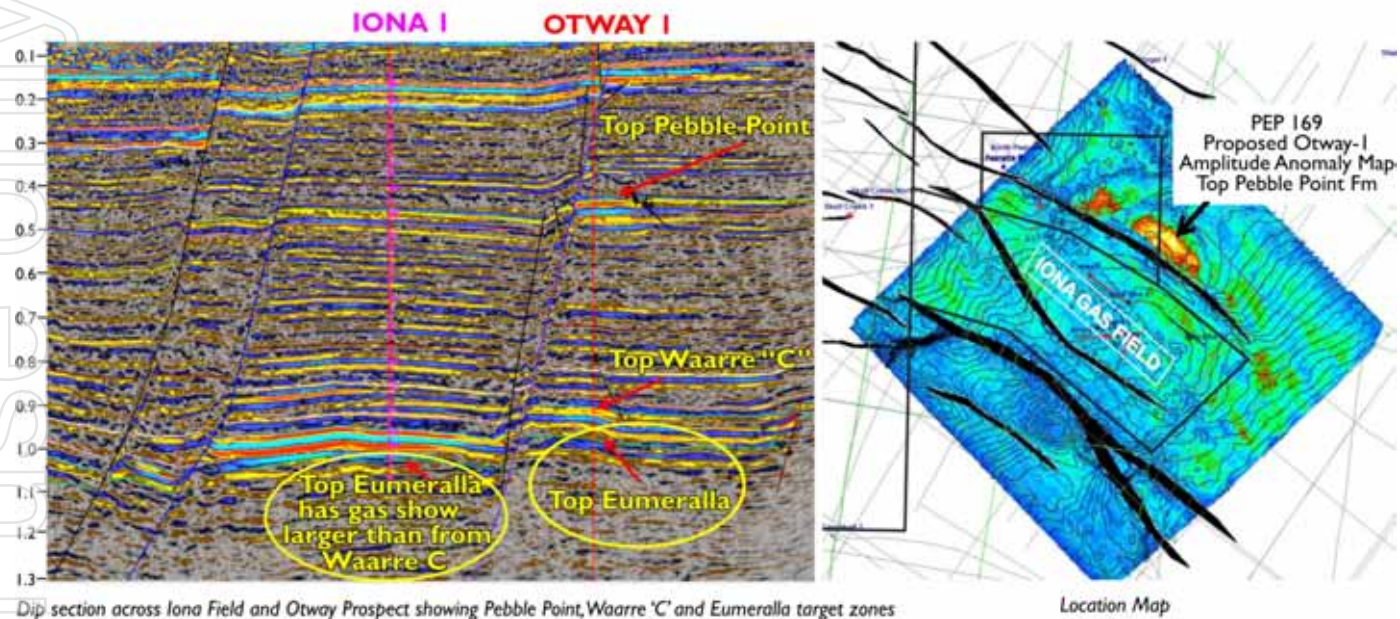 IONA 1
OTWAY 1
0.1
0.2
0.3
0.4
0.5
0.6
0.7
0.8
0.9
1.0
1.1
1.2
1.3
Top Pebble Point
Top Waarre "C"
Top Eumeralla
has gas show
larger than from
Waarre C
Top Eumeralla
PEP 169
Proposed Otway-1
Amplitude Anomaly Map-
Top Pebble Point Fm
IONA GAS FIELD
Dip section across Iona Field and Otway Prospect showing Pebble Point, Waarre 'C' and Eumeralla target zones
Location Map